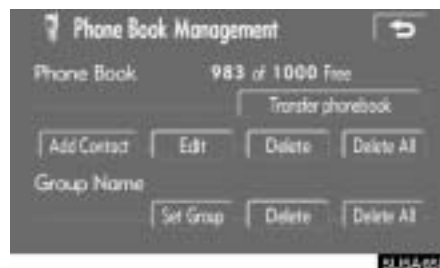 Phone Book Management
Phone Book 983 of 1000 Free
Transfer phonebook
Add Contact Edit Delete Delete All
Group Name
Set Group Delete Delete All